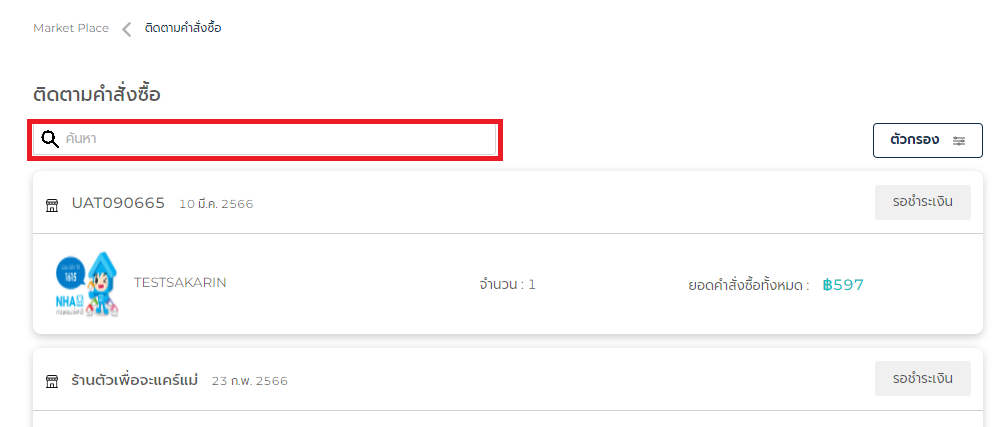 Market Place ติดตามคำสั่งซื้อ
ติดตามคำสั่งซื้อ
ค้นหา
ตัวกรอง
UAT090665 10 มี.ค. 2566
รอชำระเงิน
1615
NHA
TESTSAKARIN
จำนวน : 1
ยอดคำสั่งซื้อทั้งหมด : ฿597
ร้านตัวเพื่อจะแคร์แม่ 23 ก.พ. 2566
รอชำระเงิน